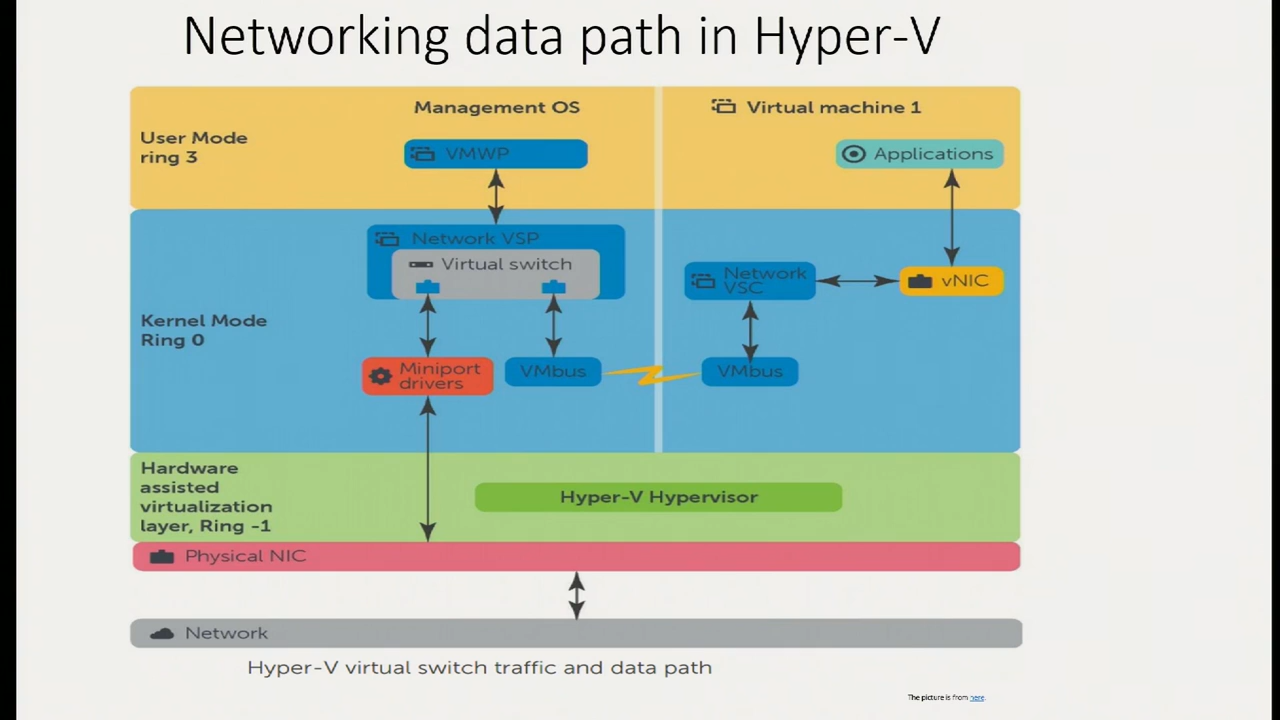 Networking data path in Hyper-V
Management OS
Virtual machine 1
User Mode
ring 3
VMWP
Applications
Network VSP
Virtual switch
Network
VSC
vNIC
Kernel Mode
Ring 0
Miniport
drivers
VMbus
VMbus
Hardware
assisted
virtualization
layer, Ring -1
Hyper-V Hypervisor
Physical NIC
Network
Hyper-V virtual switch traffic and data path
The picture is from here.